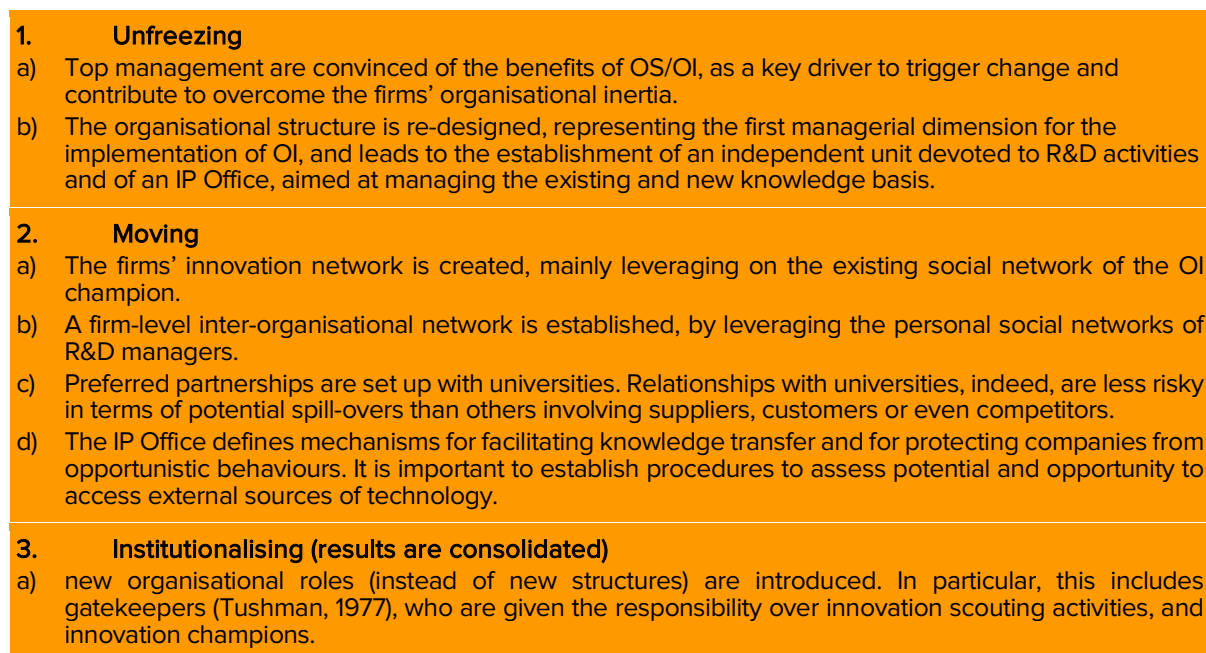 1. Unfreezing
a) Top management are convinced of the benefits of OS/OI, as a key driver to trigger change and
contribute to overcome the firms' organisational inertia.
b) The organisational structure is re-designed, representing the first managerial dimension for the
implementation of OI, and leads to the establishment of an independent unit devoted to R&D activities
and of an IP Office, aimed at managing the existing and new knowledge basis.
2. Moving
a) The firms' innovation network is created, mainly leveraging on the existing social network of the OI
champion.
b) A firm-level inter-organisational network is established, by leveraging the personal social networks of
R&D managers.
c) Preferred partnerships are set up with universities. Relationships with universities, indeed, are less risky
in terms of potential spill-overs than others involving suppliers, customers or even competitors.
d) The IP Office defines mechanisms for facilitating knowledge transfer and for protecting companies from
opportunistic behaviours. It is important to establish procedures to assess potential and opportunity to
access external sources of technology.
3. Institutionalising (results are consolidated)
a) new organisational roles (instead of new structures) are introduced. In particular, this includes
gatekeepers (Tushman, 1977), who are given the responsibility over innovation scouting activities, and
innovation champions.